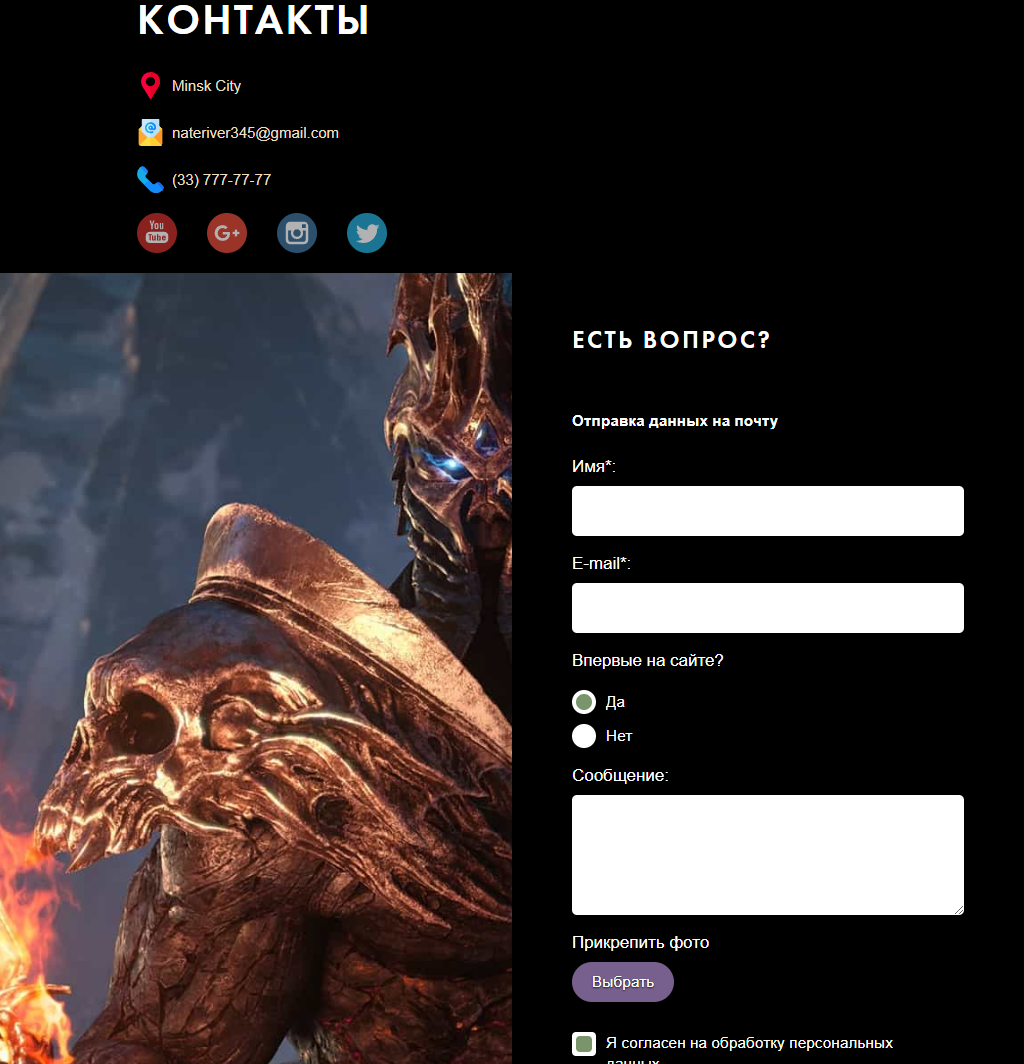 КОНТАКТЫ
Minsk City
nateriver345@gmail.com
(33) 777-77-77
You
Tube
G+
ЕСТЬ ВОПРОС?
Отправка данных на почту
Имя*:
E-mail*:
Впервые на сайте?
Да
Нет
Сообщение:
Прикрепить фото
Выбрать
Я согласен на обработку персональных
данных